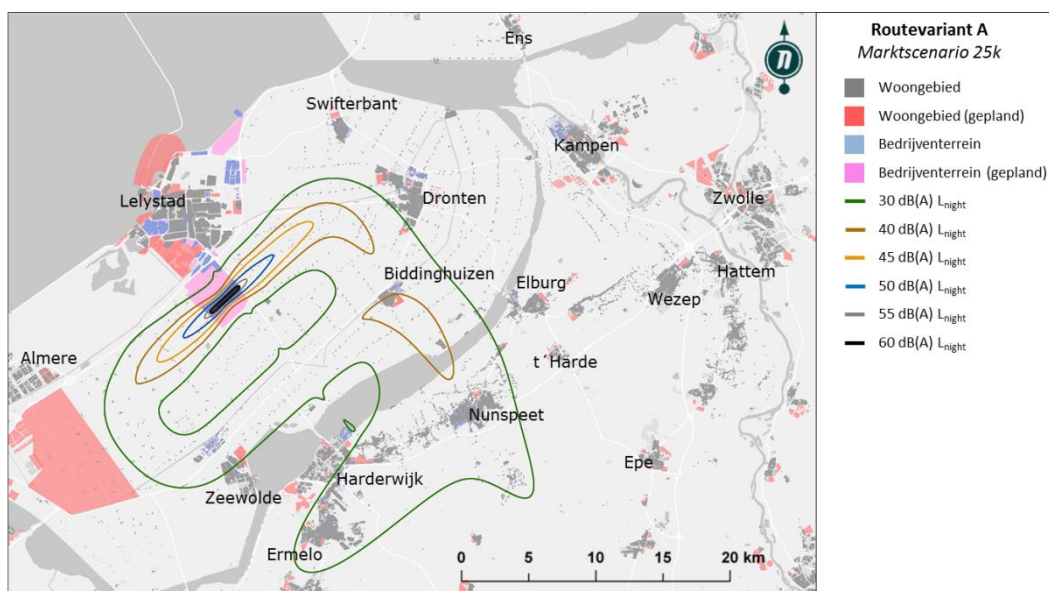 Ens
Swifterbant
Kampen
Lelystad
Dronten
Zwolle
Biddinghuizen
Elburg
Hattem
Wezep
Almere
t´Harde
Nunspeet
Epe
Zeewolde
Harderwijk
Ermelo
0 5 10 15 20 km
Routevariant A
Marktscenario 25k
Woongebied
Woongebied (gepland)
Bedrijventerrein
Bedrijventerrein (gepland)
30 dB(A) Lnight
40 dB(A) Lnight
45 dB(A) Lnight
50 dB(A) Lnight
55 dB(A) Lnight
60 dB(A) Lnight